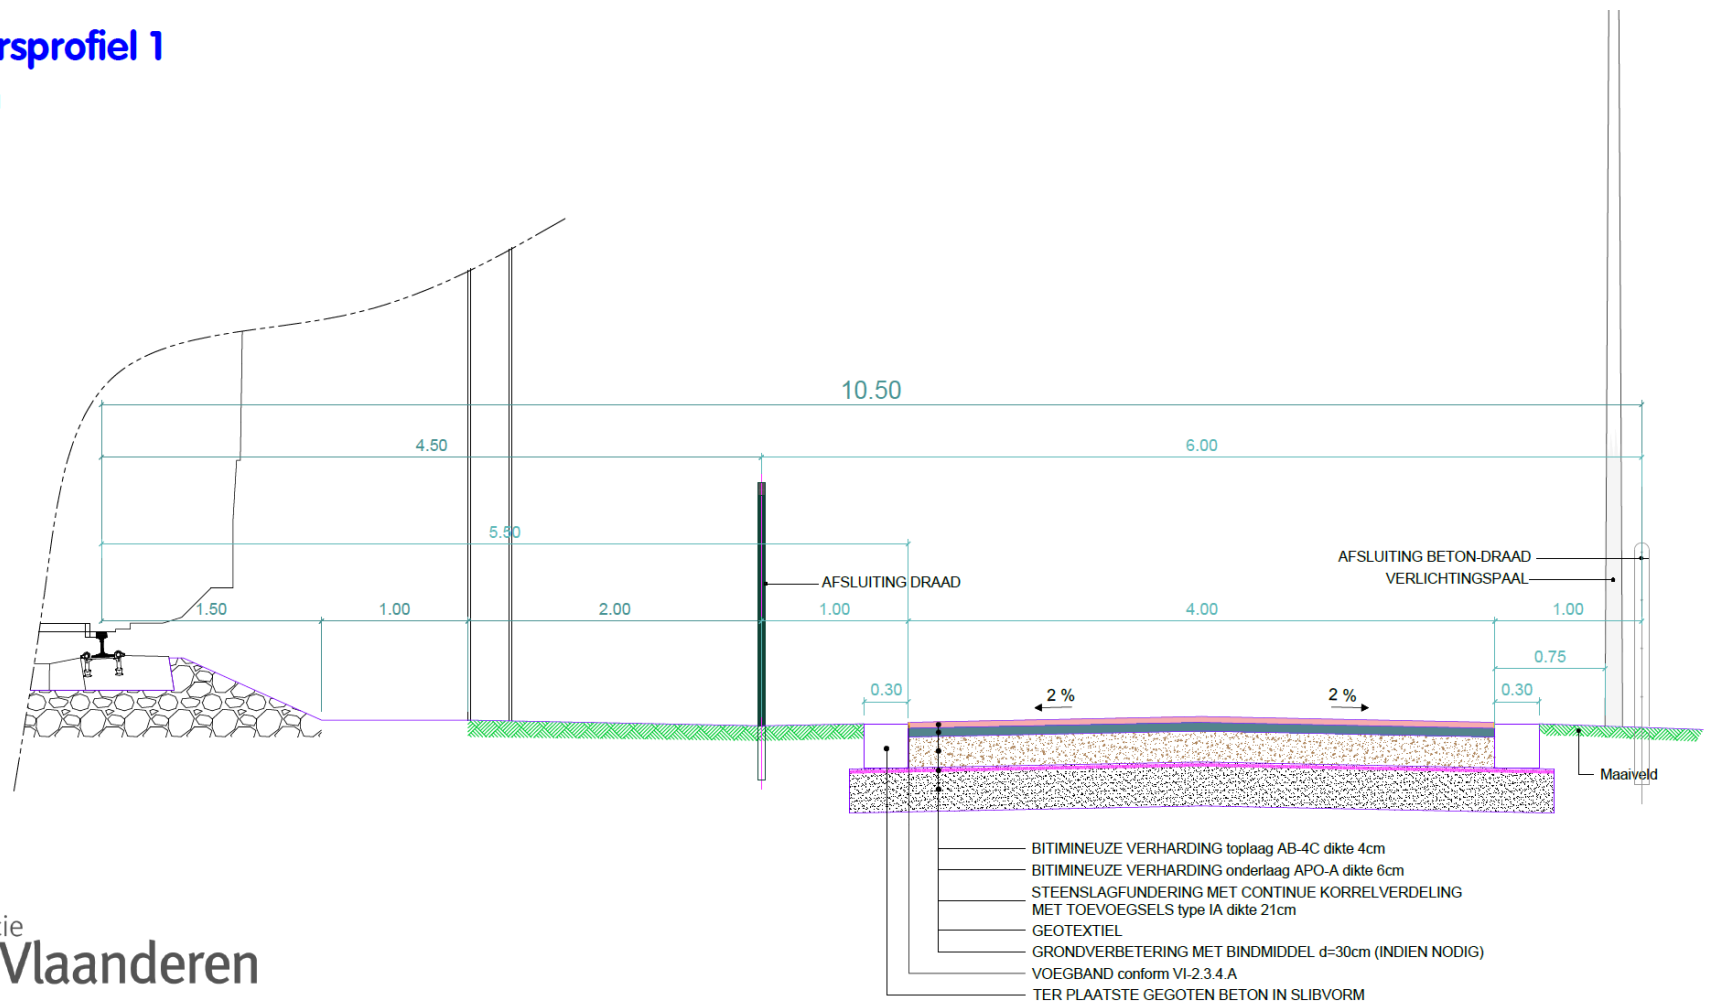 rsprofiel 1
10.50
4.50
6.00
5.50
AFSLUITING BETON-DRAAD
VERLICHTINGSPAAL
AFSLUITING DRAAD
1.50
1.00
2.00
1.00
4.00
1.00
0.75
0.30
0.30
2 %
2 %
Maaiveld
BITIMINEUZE VERHARDING toplaag AB-4C dikte 4cm
BITIMINEUZE VERHARDING onderlaag APO-A dikte 6cm
STEENSLAGFUNDERING MET CONTINUE KORRELVERDELING
MET TOEVOEGSELS type IA dikte 21cm
GEOTEXTIEL
GRONDVERBETERING MET BINDMIDDEL d=30cm (INDIEN NODIG)
VOEGBAND conform VI-2.3.4.A
TER PLAATSTE GEGOTEN BETON IN SLIBVORM
cie
Vlaanderen